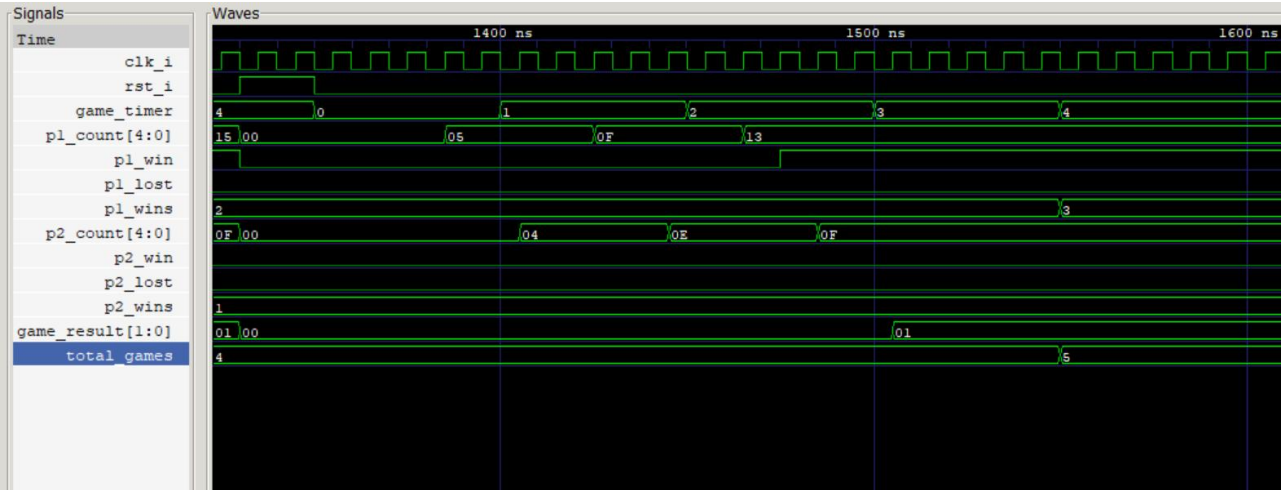 Signals Waves
Time 1400 ns 1500 ns 1600 ns
clk_i
rst_i
game_timer 4 0 1 2 3 4
p1_count[4:0] 15 00 05 0F 13
p1_win
p1_lost
p1_wins 2 3
p2_count[4:0] 0F 00 04 0E 0F
p2_win
p2_lost
p2_wins 1
game_result[1:0] 01 00 01
total_games 4 5